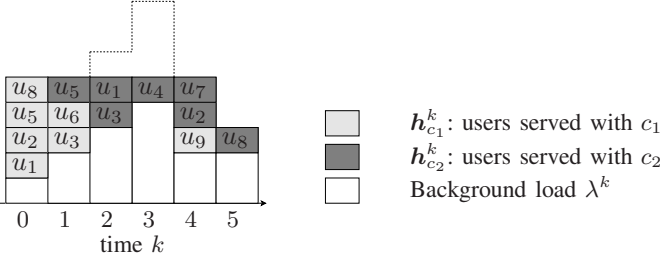 u₈ u₅ u₁ u₄ u₇
u₅ u₆ u₃ u₂
u₂ u₃ u₉ u₈
u₁
0 1 2 3 4 5
time k
h^k_{c₁}: users served with c₁
h^k_{c₂}: users served with c₂
Background load λ^k